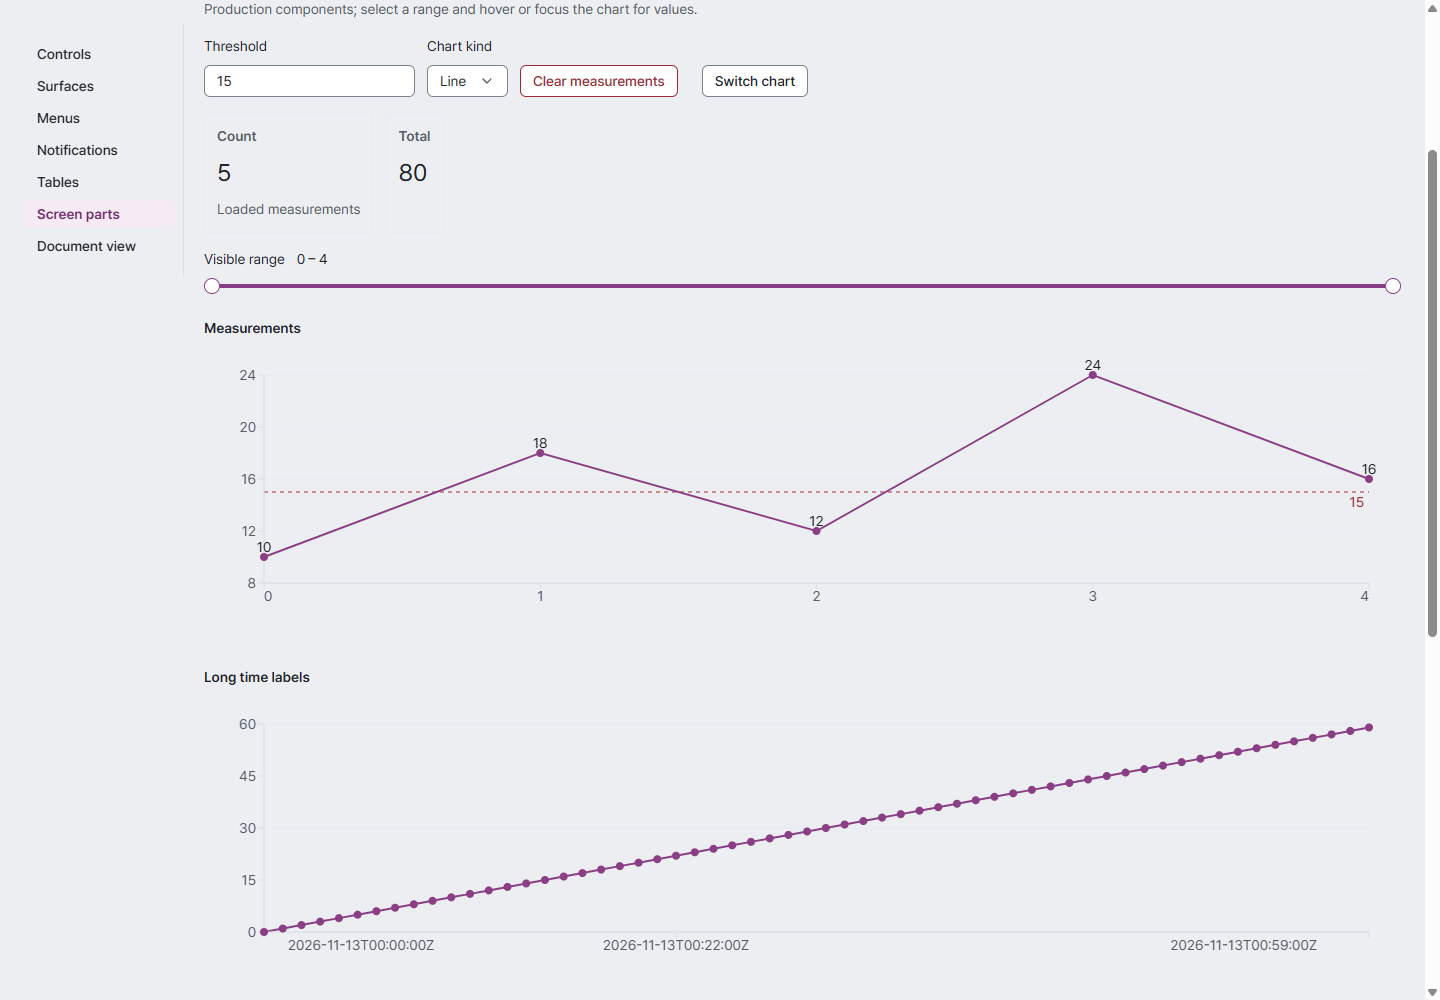 Production components; select a range and hover or focus the chart for values.
Controls
Surfaces
Menus
Notifications
Tables
Screen parts
Document view
Threshold
Chart kind
15
Line
Clear measurements
Switch chart
Count
5
Loaded measurements
Total
80
Visible range 0 – 4
Measurements
24
20
16
12
8
10
18
12
24
16
15
0
1
2
3
4
Long time labels
60
45
30
15
0
2026-11-13T00:00:00Z
2026-11-13T00:22:00Z
2026-11-13T00:59:00Z